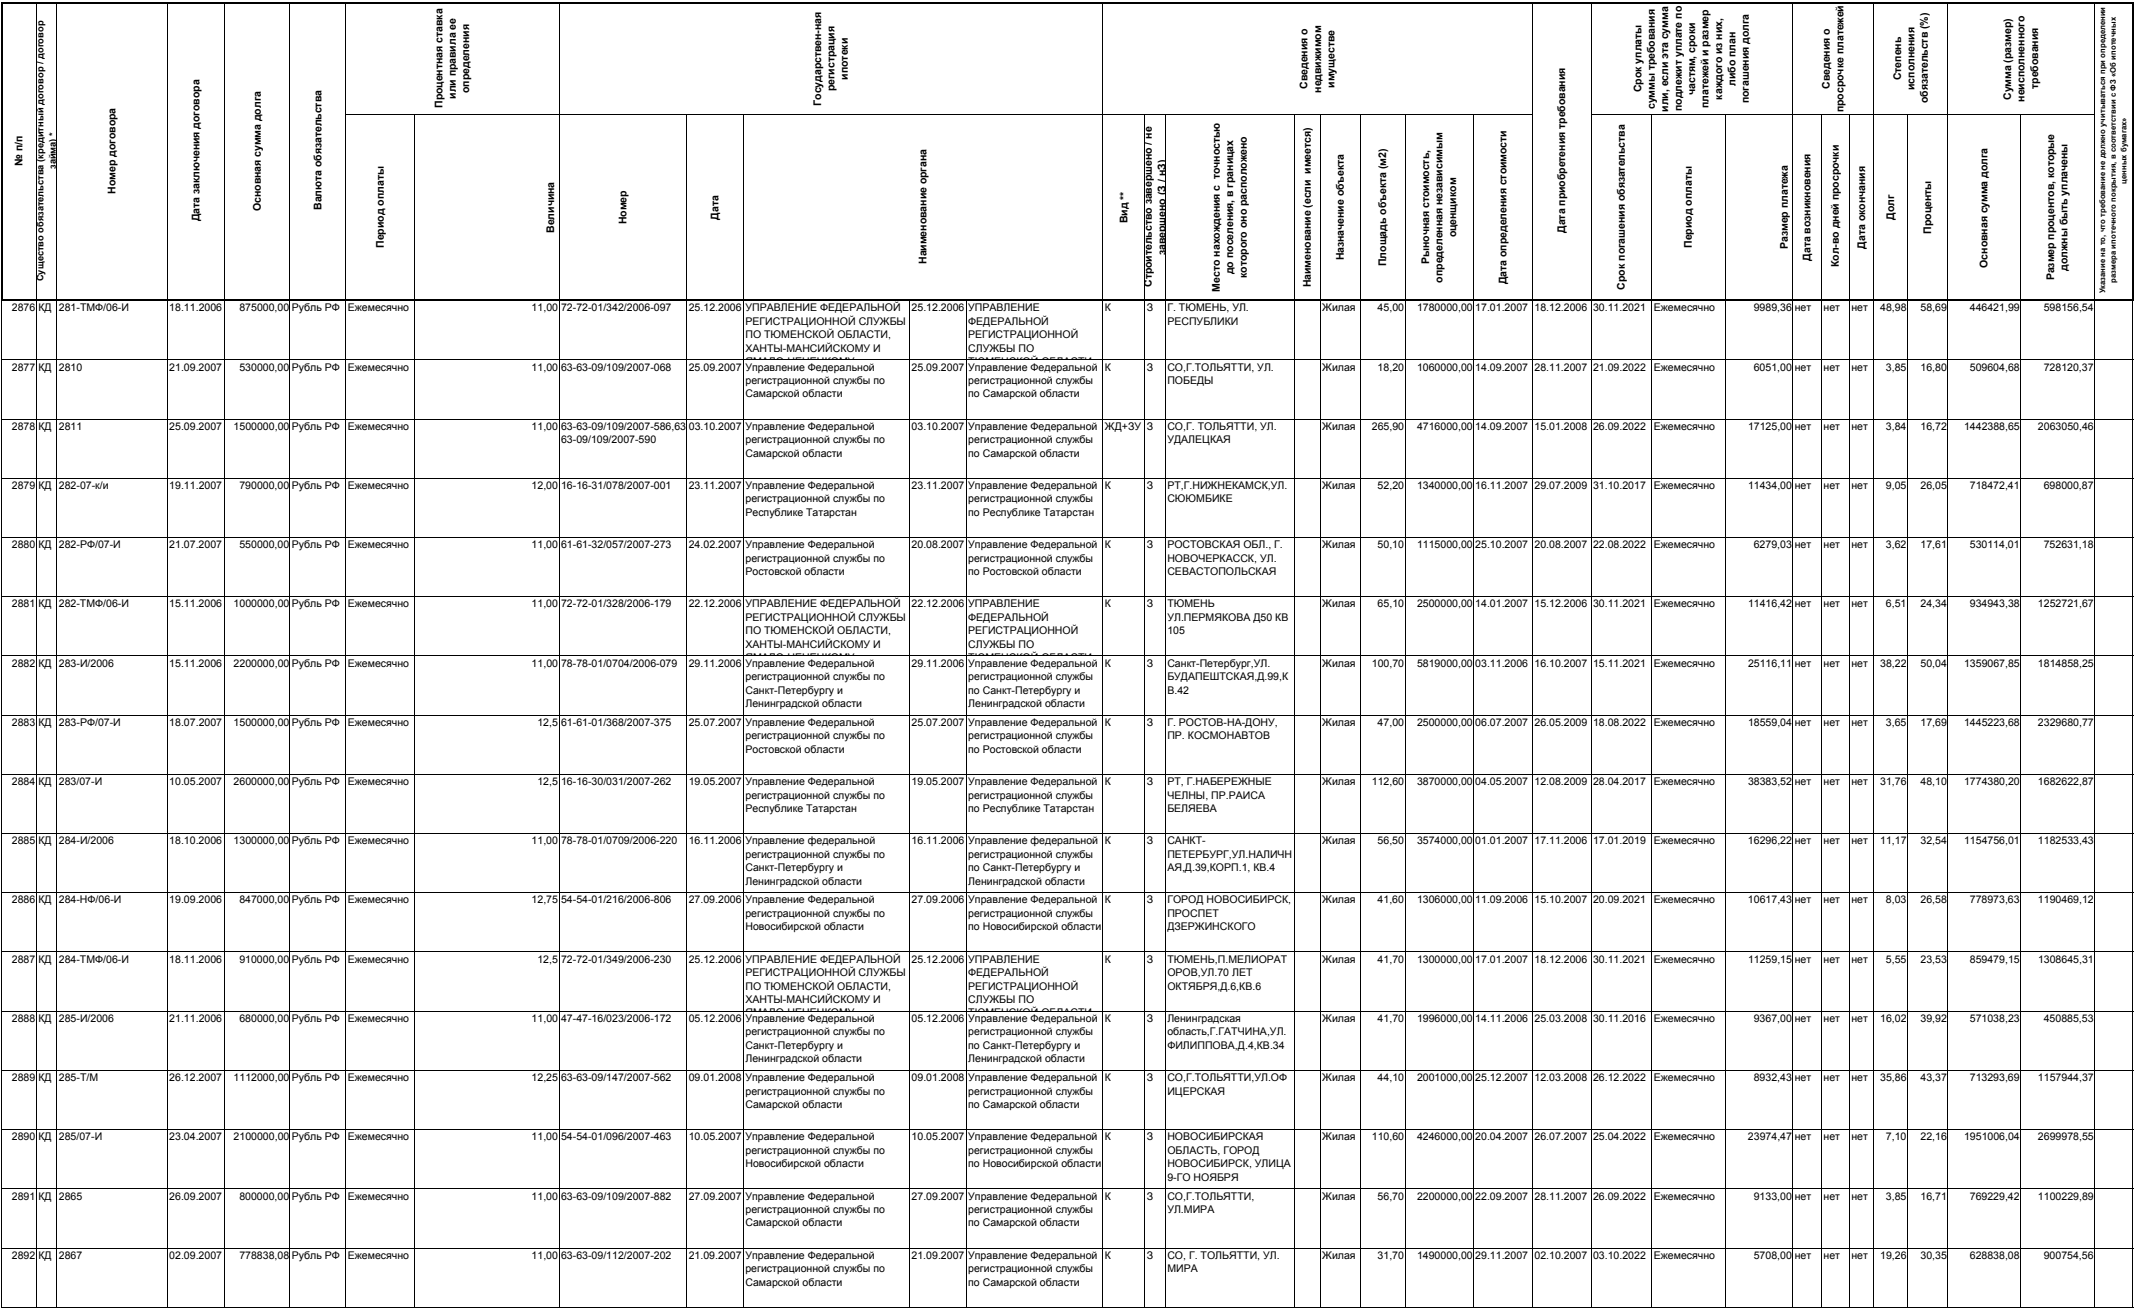 № п/п
Существо обязательства (кредитный договор / договор займа) *
Номер договора
Дата заключения договора
Основная сумма долга
Валюта обязательства
Процентная ставка или правила ее определения
Период оплаты
Величина
Государствен-ная регистрация ипотеки
Номер
Дата
Наименование органа
Сведения о недвижимом имуществе
Вид **
Строительство завершено / не завершено (З / нЗ)
Место нахождения с точностью до поселения, в границах которого оно расположено
Наименование (если имеется)
Назначение объекта
Площадь объекта (м2)
Рыночная стоимость, определенная независимым оценщиком
Дата определения стоимости
Дата приобретения требования
Срок уплаты суммы требования или, если эта сумма подлежит уплате по частям, сроки платежей и размер каждого из них, либо план погашения долга
Срок погашения обязательства
Период оплаты
Размер платежа
Сведения о просрочке платежей
Дата возникновения
Кол-во дней просрочки
Дата окончания
Степень исполнения обязательств (%)
Долг
Проценты
Сумма (размер) неисполненного требования
Основная сумма долга
Размер процентов, которые должны быть уплачены
Указание на то, что требование не должно учитываться при определении размера ипотечного покрытия, в соответствии с ФЗ «Об ипотечных ценных бумагах»
2876 КД 281-ТМФ/06-И 18.11.2006 875000,00 Рубль РФ Ежемесячно 11,00 72-72-01/342/2006-097 25.12.2006 УПРАВЛЕНИЕ ФЕДЕРАЛЬНОЙ РЕГИСТРАЦИОННОЙ СЛУЖБЫ ПО ТЮМЕНСКОЙ ОБЛАСТИ, ХАНТЫ-МАНСИЙСКОМУ И 25.12.2006 УПРАВЛЕНИЕ ФЕДЕРАЛЬНОЙ РЕГИСТРАЦИОННОЙ СЛУЖБЫ ПО К З Г. ТЮМЕНЬ, УЛ. РЕСПУБЛИКИ Жилая 45,00 1780000,00 17.01.2007 18.12.2006 30.11.2021 Ежемесячно 9989,36 нет нет нет 48,98 58,69 446421,99 598156,54
2877 КД 2810 21.09.2007 530000,00 Рубль РФ Ежемесячно 11,00 63-63-09/109/2007-068 25.09.2007 Управление Федеральной регистрационной службы по Самарской области 25.09.2007 Управление Федеральной регистрационной службы по Самарской области К З СО,Г.ТОЛЬЯТТИ, УЛ. ПОБЕДЫ Жилая 18,20 1060000,00 14.09.2007 28.11.2007 21.09.2022 Ежемесячно 6051,00 нет нет нет 3,85 16,80 509604,68 728120,37
2878 КД 2811 25.09.2007 1500000,00 Рубль РФ Ежемесячно 11,00 63-63-09/109/2007-586,63 63-09/109/2007-590 03.10.2007 Управление Федеральной регистрационной службы по Самарской области 03.10.2007 Управление Федеральной регистрационной службы по Самарской области ЖД+ЗУ З СО,Г. ТОЛЬЯТТИ, УЛ. УДАЛЕЦКАЯ Жилая 265,90 4716000,00 14.09.2007 15.01.2008 26.09.2022 Ежемесячно 17125,00 нет нет нет 3,84 16,72 1442388,65 2063050,46
2879 КД 282-07-к/и 19.11.2007 790000,00 Рубль РФ Ежемесячно 12,00 16-16-31/078/2007-001 23.11.2007 Управление Федеральной регистрационной службы по Республике Татарстан 23.11.2007 Управление Федеральной регистрационной службы по Республике Татарстан К З РТ,Г.НИЖНЕКАМСК,УЛ. СЮЮМБИКЕ Жилая 52,20 1340000,00 16.11.2007 29.07.2009 31.10.2017 Ежемесячно 11434,00 нет нет нет 9,05 26,05 718472,41 698000,87
2880 КД 282-РФ/07-И 21.07.2007 550000,00 Рубль РФ Ежемесячно 11,00 61-61-32/057/2007-273 24.02.2007 Управление Федеральной регистрационной службы по Ростовской области 20.08.2007 Управление Федеральной регистрационной службы по Ростовской области К З РОСТОВСКАЯ ОБЛ., Г. НОВОЧЕРКАССК, УЛ. СЕВАСТОПОЛЬСКАЯ Жилая 50,10 1115000,00 25.10.2007 20.08.2007 22.08.2022 Ежемесячно 6279,03 нет нет нет 3,62 17,61 530114,01 752631,18
2881 КД 282-ТМФ/06-И 15.11.2006 1000000,00 Рубль РФ Ежемесячно 11,00 72-72-01/328/2006-179 22.12.2006 УПРАВЛЕНИЕ ФЕДЕРАЛЬНОЙ РЕГИСТРАЦИОННОЙ СЛУЖБЫ ПО ТЮМЕНСКОЙ ОБЛАСТИ, ХАНТЫ-МАНСИЙСКОМУ И 22.12.2006 УПРАВЛЕНИЕ ФЕДЕРАЛЬНОЙ РЕГИСТРАЦИОННОЙ СЛУЖБЫ ПО К З ТЮМЕНЬ УЛ.ПЕРМЯКОВА Д50 КВ 105 Жилая 65,10 2500000,00 14.01.2007 15.12.2006 30.11.2021 Ежемесячно 11416,42 нет нет нет 6,51 24,34 934943,38 1252721,67
2882 КД 283-И/2006 15.11.2006 2200000,00 Рубль РФ Ежемесячно 11,00 78-78-01/0704/2006-079 29.11.2006 Управление Федеральной регистрационной службы по Санкт-Петербургу и Ленинградской области 29.11.2006 Управление Федеральной регистрационной службы по Санкт-Петербургу и Ленинградской области К З Санкт-Петербург,УЛ. БУДАПЕШТСКАЯ,Д.99,К В.42 Жилая 100,70 5819000,00 03.11.2006 16.10.2007 15.11.2021 Ежемесячно 25116,11 нет нет нет 38,22 50,04 1359067,85 1814858,25
2883 КД 283-РФ/07-И 18.07.2007 1500000,00 Рубль РФ Ежемесячно 12,5 61-61-01/368/2007-375 25.07.2007 Управление Федеральной регистрационной службы по Ростовской области 25.07.2007 Управление Федеральной регистрационной службы по Ростовской области К З Г. РОСТОВ-НА-ДОНУ, ПР. КОСМОНАВТОВ Жилая 47,00 2500000,00 06.07.2007 26.05.2009 18.08.2022 Ежемесячно 18559,04 нет нет нет 3,65 17,69 1445223,68 2329680,77
2884 КД 283/07-И 10.05.2007 2600000,00 Рубль РФ Ежемесячно 12,5 16-16-30/031/2007-262 19.05.2007 Управление Федеральной регистрационной службы по Республике Татарстан 19.05.2007 Управление Федеральной регистрационной службы по Республике Татарстан К З РТ, Г.НАБЕРЕЖНЫЕ ЧЕЛНЫ, ПР.РАИСА БЕЛЯЕВА Жилая 112,60 3870000,00 04.05.2007 12.08.2009 28.04.2017 Ежемесячно 38383,52 нет нет нет 31,76 48,10 1774380,20 1682622,87
2885 КД 284-И/2006 18.10.2006 1300000,00 Рубль РФ Ежемесячно 11,00 78-78-01/0709/2006-220 16.11.2006 Управление федеральной регистрационной службы по Санкт-Петербургу и Ленинградской области 16.11.2006 Управление федеральной регистрационной службы по Санкт-Петербургу и Ленинградской области К З САНКТ-ПЕТЕРБУРГ,УЛ.НАЛИЧН АЯ,Д.39,КОРП.1, КВ.4 Жилая 56,50 3574000,00 01.01.2007 17.11.2006 17.01.2019 Ежемесячно 16296,22 нет нет нет 11,17 32,54 1154756,01 1182533,43
2886 КД 284-НФ/06-И 19.09.2006 847000,00 Рубль РФ Ежемесячно 12,75 54-54-01/216/2006-806 27.09.2006 Управление Федеральной регистрационной службы по Новосибирской области 27.09.2006 Управление Федеральной регистрационной службы по Новосибирской области К З ГОРОД НОВОСИБИРСК, ПРОСПЕТ ДЗЕРЖИНСКОГО Жилая 41,60 1306000,00 11.09.2006 15.10.2007 20.09.2021 Ежемесячно 10617,43 нет нет нет 8,03 26,58 778973,63 1190469,12
2887 КД 284-ТМФ/06-И 18.11.2006 910000,00 Рубль РФ Ежемесячно 12,5 72-72-01/349/2006-230 25.12.2006 УПРАВЛЕНИЕ ФЕДЕРАЛЬНОЙ РЕГИСТРАЦИОННОЙ СЛУЖБЫ ПО ТЮМЕНСКОЙ ОБЛАСТИ, ХАНТЫ-МАНСИЙСКОМУ И 25.12.2006 УПРАВЛЕНИЕ ФЕДЕРАЛЬНОЙ РЕГИСТРАЦИОННОЙ СЛУЖБЫ ПО К З ТЮМЕНЬ,П.МЕЛИОРАТ ОРОВ,УЛ.70 ЛЕТ ОКТЯБРЯ,Д.6,КВ.6 Жилая 41,70 1300000,00 17.01.2007 18.12.2006 30.11.2021 Ежемесячно 11259,15 нет нет нет 5,55 23,53 859479,15 1308645,31
2888 КД 285-И/2006 21.11.2006 680000,00 Рубль РФ Ежемесячно 11,00 47-47-16/023/2006-172 05.12.2006 Управление Федеральной регистрационной службы по Санкт-Петербургу и Ленинградской области 05.12.2006 Управление Федеральной регистрационной службы по Санкт-Петербургу и Ленинградской области К З Ленинградская область,Г.ГАТЧИНА,УЛ. ФИЛИППОВА,Д.4,КВ.34 Жилая 41,70 1996000,00 14.11.2006 25.03.2008 30.11.2016 Ежемесячно 9367,00 нет нет нет 16,02 39,92 571038,23 450885,53
2889 КД 285-Т/М 26.12.2007 1112000,00 Рубль РФ Ежемесячно 12,25 63-63-09/147/2007-562 09.01.2008 Управление Федеральной регистрационной службы по Самарской области 09.01.2008 Управление Федеральной регистрационной службы по Самарской области К З СО,Г.ТОЛЬЯТТИ,УЛ.ОФ ИЦЕРСКАЯ Жилая 44,10 2001000,00 25.12.2007 12.03.2008 26.12.2022 Ежемесячно 8932,43 нет нет нет 35,86 43,37 713293,69 1157944,37
2890 КД 285/07-И 23.04.2007 2100000,00 Рубль РФ Ежемесячно 11,00 54-54-01/096/2007-463 10.05.2007 Управление Федеральной регистрационной службы по Новосибирской области 10.05.2007 Управление Федеральной регистрационной службы по Новосибирской области К З НОВОСИБИРСКАЯ ОБЛАСТЬ, ГОРОД НОВОСИБИРСК, УЛИЦА 9-ГО НОЯБРЯ Жилая 110,60 4246000,00 20.04.2007 26.07.2007 25.04.2022 Ежемесячно 23974,47 нет нет нет 7,10 22,16 1951006,04 2699978,55
2891 КД 2865 26.09.2007 800000,00 Рубль РФ Ежемесячно 11,00 63-63-09/109/2007-882 27.09.2007 Управление Федеральной регистрационной службы по Самарской области 27.09.2007 Управление Федеральной регистрационной службы по Самарской области К З СО,Г.ТОЛЬЯТТИ, УЛ.МИРА Жилая 56,70 2200000,00 22.09.2007 28.11.2007 26.09.2022 Ежемесячно 9133,00 нет нет нет 3,85 16,71 769229,42 1100229,89
2892 КД 2867 02.09.2007 778838,08 Рубль РФ Ежемесячно 11,00 63-63-09/112/2007-202 21.09.2007 Управление Федеральной регистрационной службы по Самарской области 21.09.2007 Управление Федеральной регистрационной службы по Самарской области К З СО, Г. ТОЛЬЯТТИ, УЛ. МИРА Жилая 31,70 1490000,00 29.11.2007 02.10.2007 03.10.2022 Ежемесячно 5708,00 нет нет нет 19,26 30,35 628838,08 900754,56